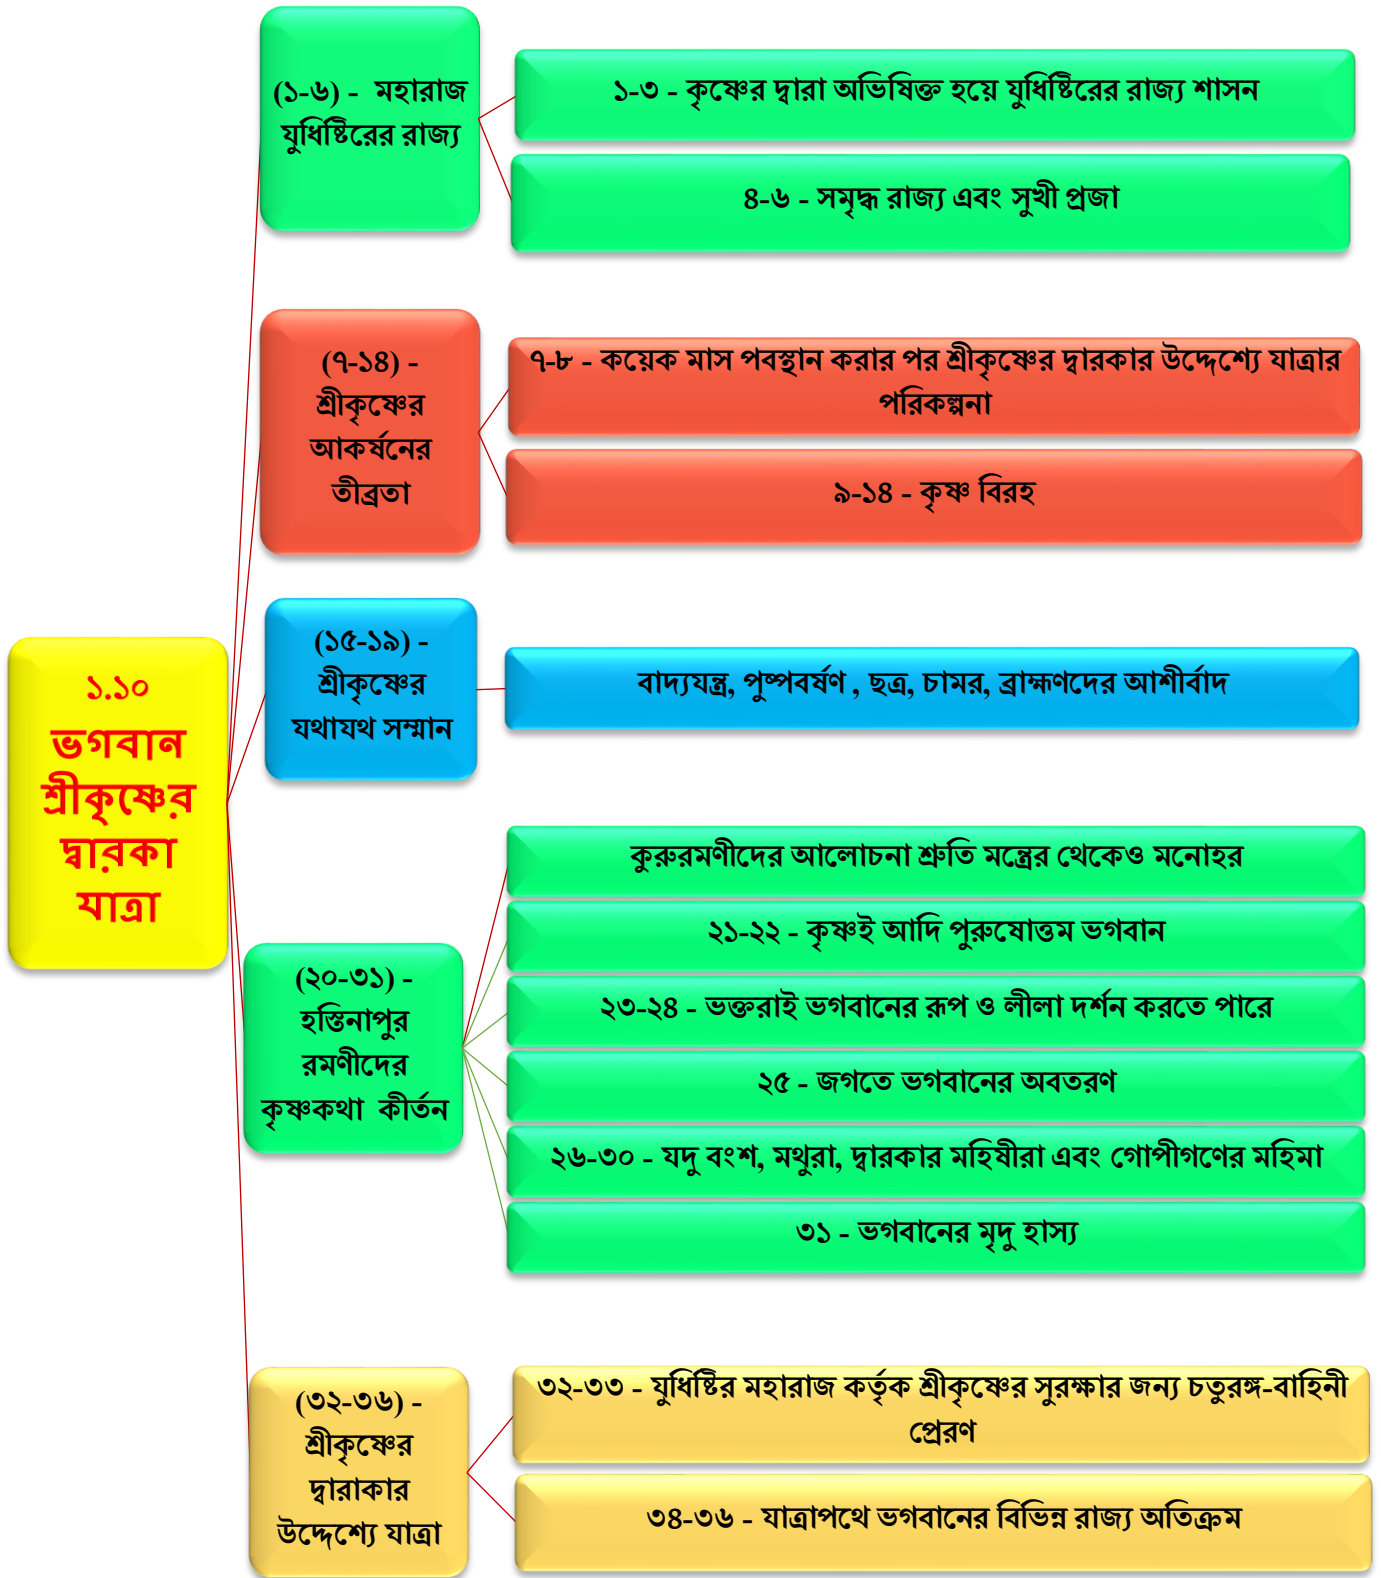 ১.১০
ভগবান
শ্রীকৃষ্ণের
দ্বারকা
যাত্রা
(১-৬) - মহারাজ
যুধিষ্টিরের রাজ্য
১-৩ - কৃষ্ণের দ্বারা অভিষিক্ত হয়ে যুধিষ্টিরের রাজ্য শাসন
৪-৬ - সমৃদ্ধ রাজ্য এবং সুখী প্রজা
(৭-১৪) -
শ্রীকৃষ্ণের
আকর্ষনের
তীব্রতা
৭-৮ - কয়েক মাস পবস্থান করার পর শ্রীকৃষ্ণের দ্বারকার উদ্দেশ্যে যাত্রার
পরিকল্পনা
৯-১৪ - কৃষ্ণ বিরহ
(১৫-১৯) -
শ্রীকৃষ্ণের
যথাযথ সম্মান
বাদ্যযন্ত্র, পুষ্পবর্ষণ , ছত্র, চামর, ব্রাহ্মণদের আশীর্বাদ
(২০-৩১) -
হস্তিনাপুর
রমণীদের
কৃষ্ণকথা কীর্তন
কুরুরমণীদের আলোচনা শ্রুতি মন্ত্রের থেকেও মনোহর
২১-২২ - কৃষ্ণই আদি পুরুষোত্তম ভগবান
২৩-২৪ - ভক্তরাই ভগবানের রূপ ও লীলা দর্শন করতে পারে
২৫ - জগতে ভগবানের অবতরণ
২৬-৩০ - যদু বংশ, মথুরা, দ্বারকার মহিষীরা এবং গোপীগণের মহিমা
৩১ - ভগবানের মৃদু হাস্য
(৩২-৩৬) -
শ্রীকৃষ্ণের
দ্বারাকার
উদ্দেশ্যে যাত্রা
৩২-৩৩ - যুধিষ্টির মহারাজ কর্তৃক শ্রীকৃষ্ণের সুরক্ষার জন্য চতুরঙ্গ-বাহিনী
প্রেরণ
৩৪-৩৬ - যাত্রাপথে ভগবানের বিভিন্ন রাজ্য অতিক্রম